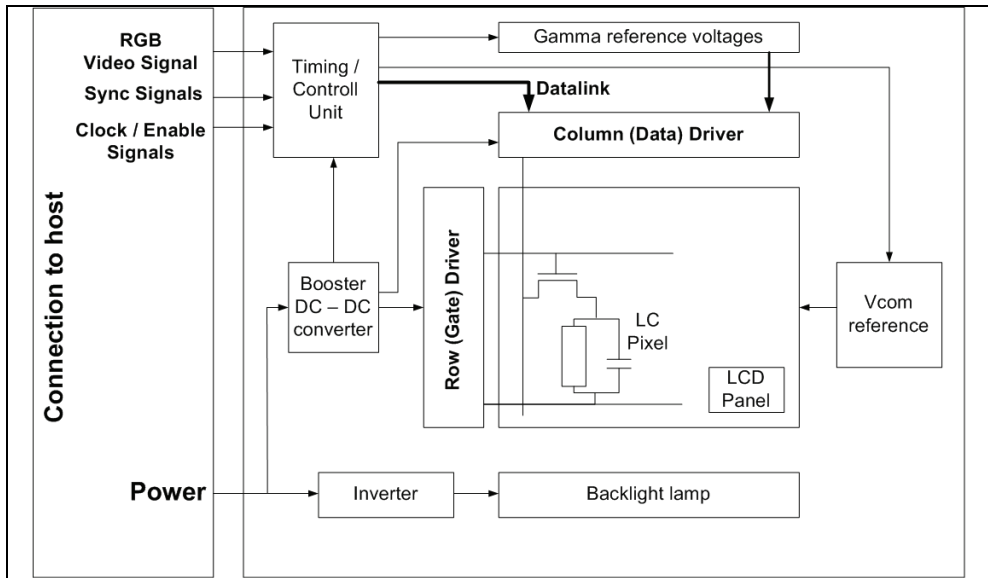 Connection to host
RGB
Video Signal
Sync Signals
Clock / Enable
Signals
Power
Timing /
Controll
Unit
Gamma reference voltages
Datalink
Column (Data) Driver
Booster
DC – DC
converter
Row (Gate) Driver
LC
Pixel
LCD
Panel
Vcom
reference
Inverter
Backlight lamp